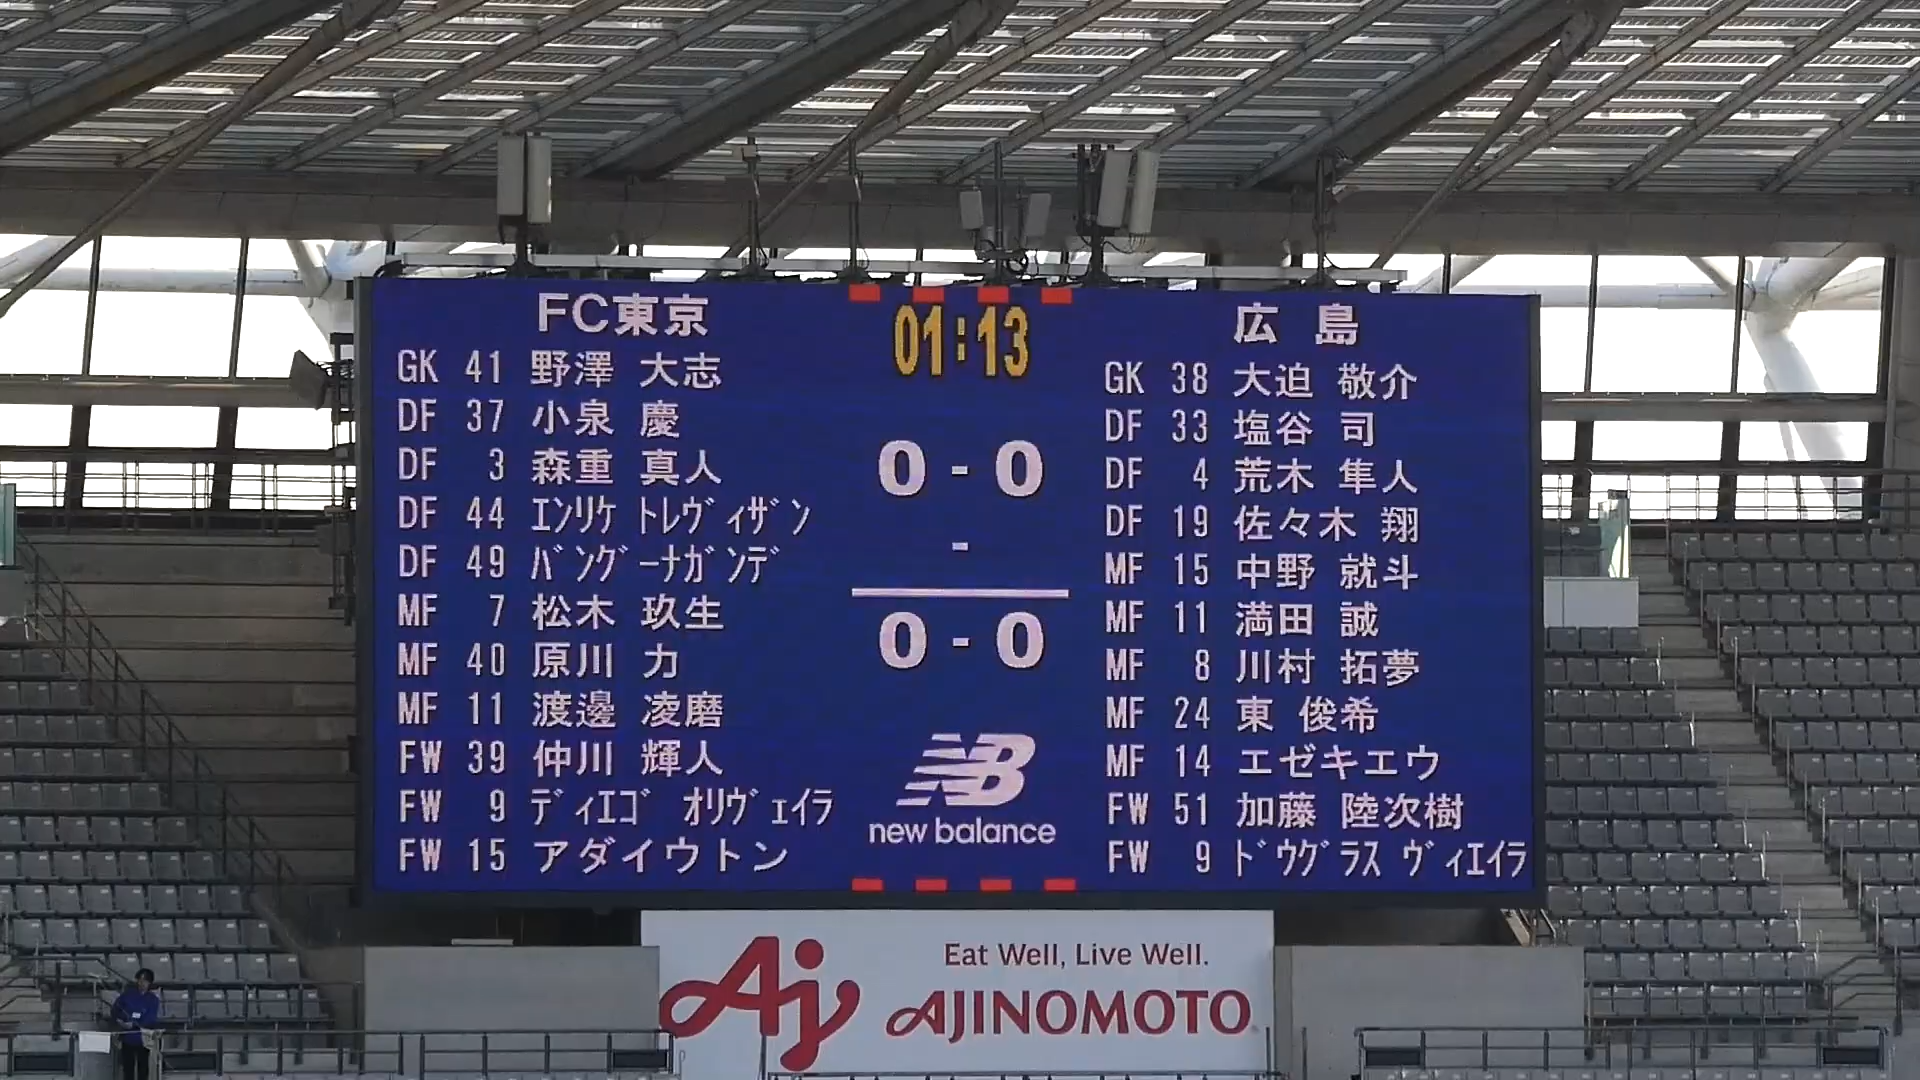 FC東京
GK 41 野澤 大志
DF 37 小泉 慶
DF 3 森重 真人
DF 44 ｴﾝﾘｹ ﾄﾚｳﾞｨｻﾞﾝ
DF 49 ﾊﾞﾝｸﾞｰﾅｶﾞﾝﾃﾞ
MF 7 松木 玖生
MF 40 原川 力
MF 11 渡邊 凌磨
FW 39 仲川 輝人
FW 9 ﾃﾞｨｴｺﾞ ｵﾘｳﾞｪｲﾗ
FW 15 アダイウトン
01:13
0 - 0
-
0 - 0
NB
new balance
広島
GK 38 大迫 敬介
DF 33 塩谷 司
DF 4 荒木 隼人
DF 19 佐々木 翔
MF 15 中野 就斗
MF 11 満田 誠
MF 8 川村 拓夢
MF 24 東 俊希
MF 14 エゼキエウ
FW 51 加藤 陸次樹
FW 9 ﾄﾞｳｸﾞﾗｽ ｳﾞｨｴｲﾗ
Aj
Eat Well, Live Well.
AJINOMOTO